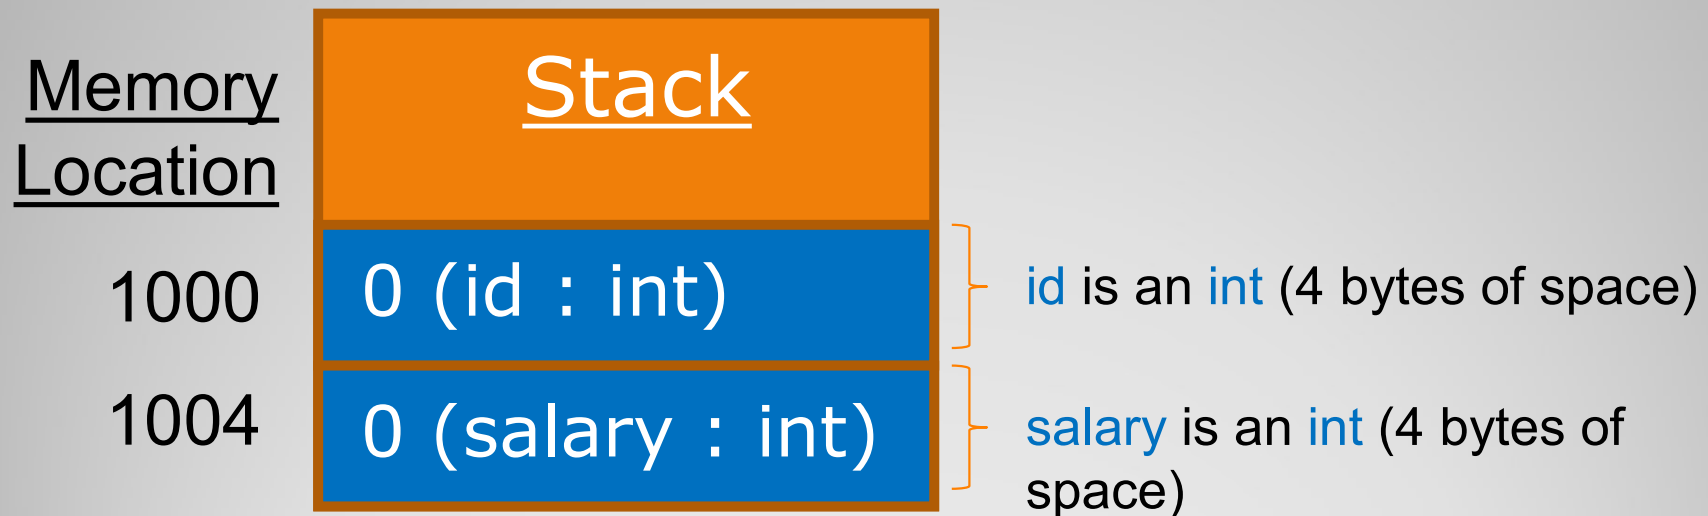 Memory
Location
Stack
1000
0 (id : int)
id is an int (4 bytes of space)
1004
0 (salary : int)
salary is an int (4 bytes of
space)